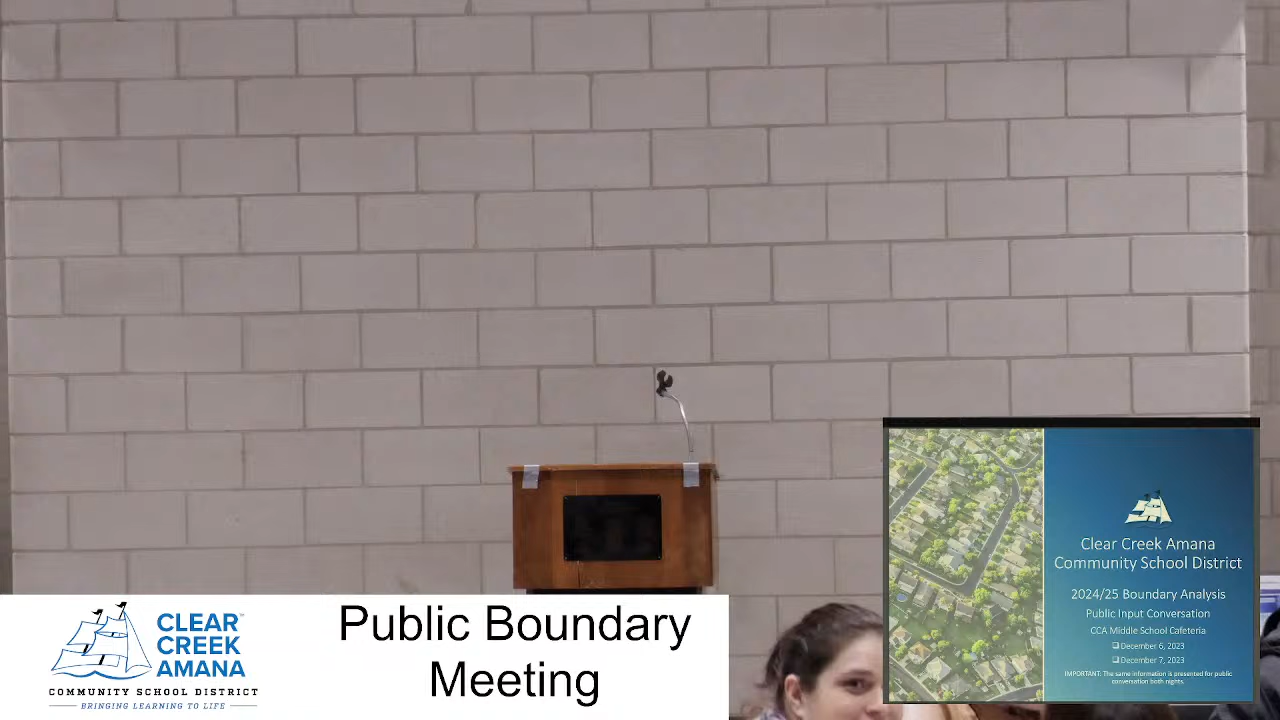 CLEAR™
CREEK
AMANA
COMMUNITY SCHOOL DISTRICT
BRINGING LEARNING TO LIFE
Public Boundary
Meeting
Clear Creek Amana
Community School District
2024/25 Boundary Analysis
Public Input Conversation
CCA Middle School Cafeteria
❑ December 6, 2023
❑ December 7, 2023
IMPORTANT: The same information is presented for public
conversation both nights.